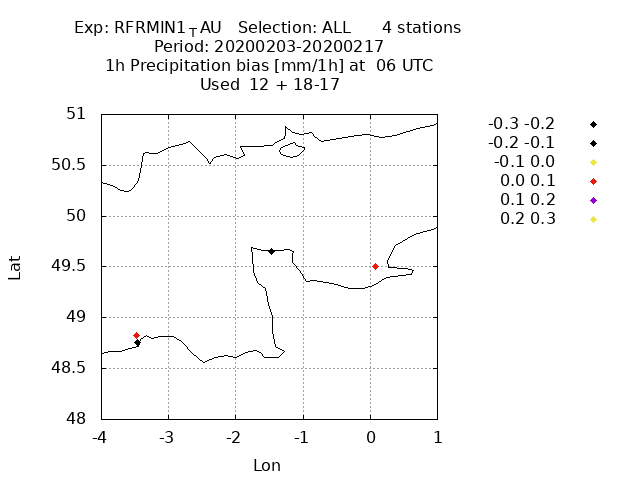 Exp: RFRMIN1_TAU   Selection: ALL      4 stations
Period: 20200203-20200217
1h Precipitation bias [mm/1h] at  06 UTC
Used  12 + 18-17
-0.3 -0.2
-0.2 -0.1
-0.1 0.0
0.0 0.1
0.1 0.2
0.2 0.3
51
50.5
50
49.5
49
48.5
48
Lat
-4 -3 -2 -1 0 1
Lon